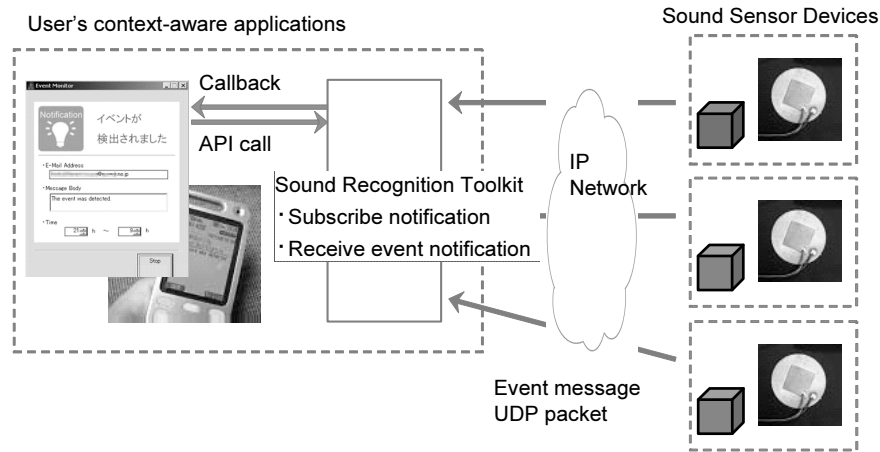 User's context-aware applications
Sound Sensor Devices
Event Monitor
Notification
イベントが
検出されました
・E-Mail Address
・Message Body
The event was detected.
・Time
21 h ～ 9 h
Stop
Callback
API call
Sound Recognition Toolkit
・Subscribe notification
・Receive event notification
IP
Network
Event message
UDP packet